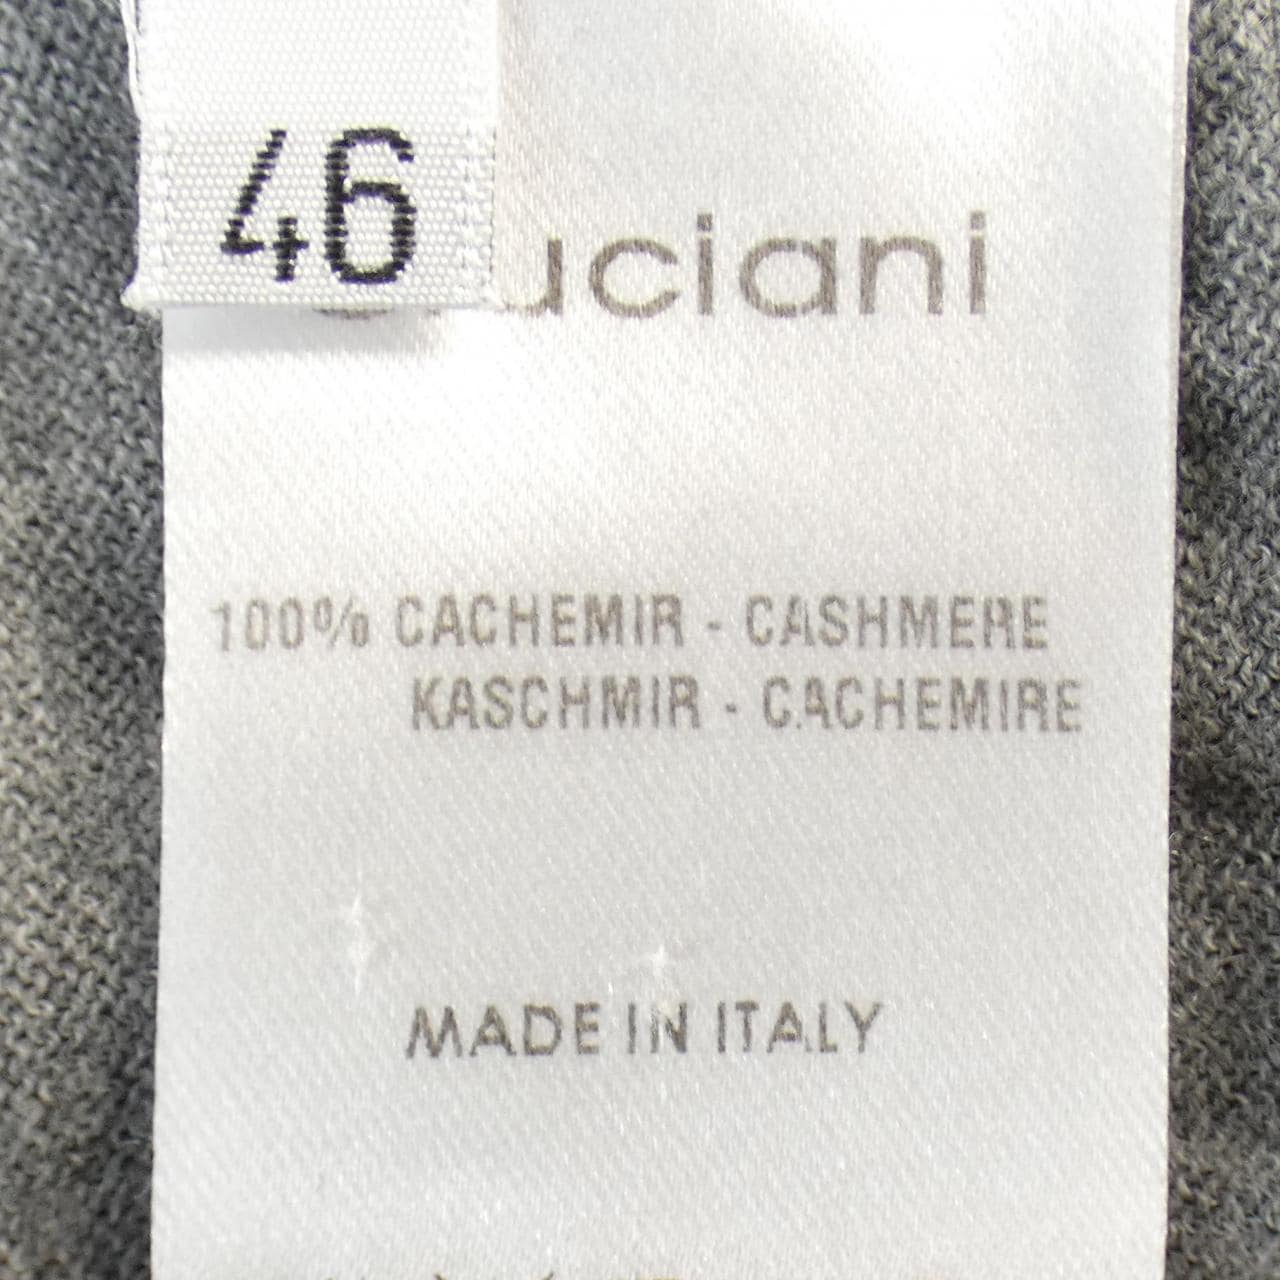 46
uciani
100% CACHEMIR - CASHMERE
KASCHMIR - CACHEMIRE
MADE IN ITALY